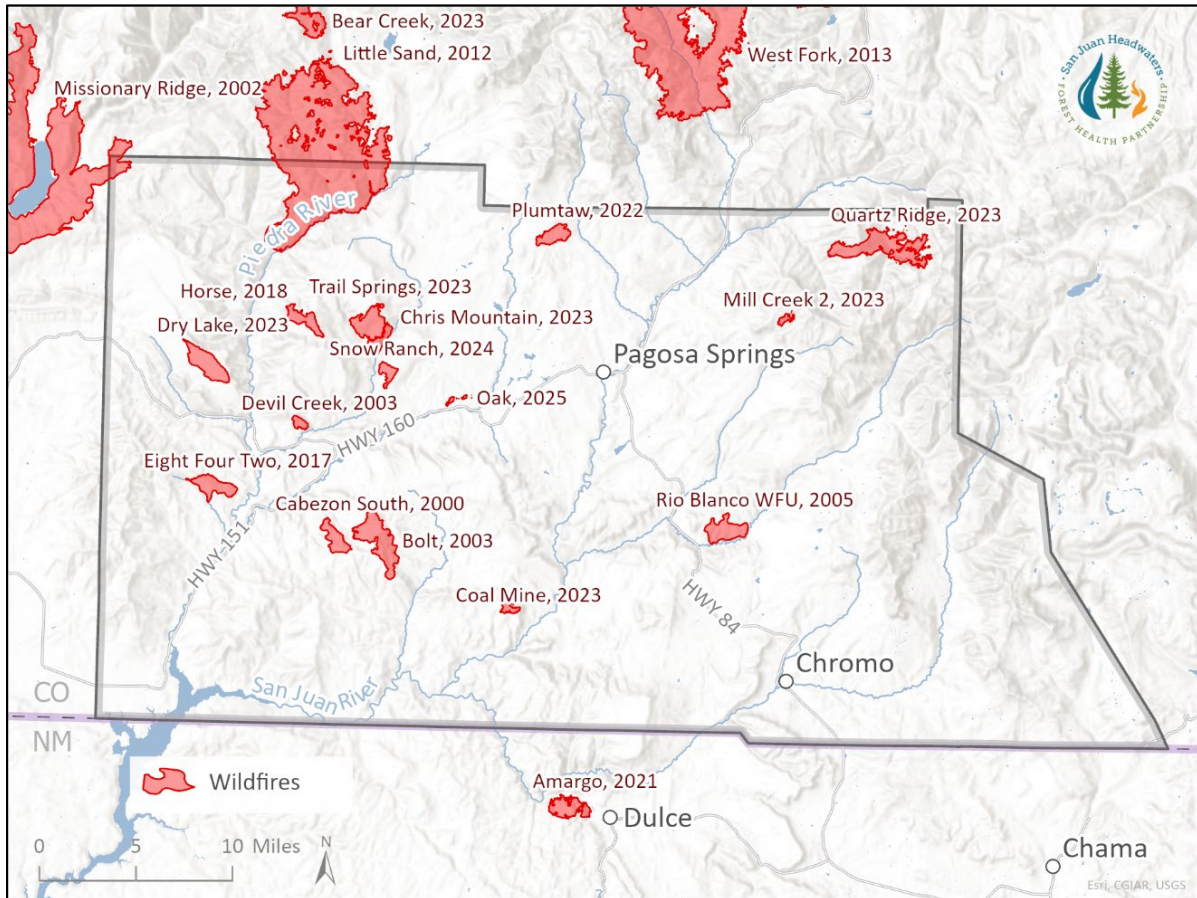 Bear Creek, 2023
Little Sand, 2012
West Fork, 2013
San Juan Headwaters
FOREST HEALTH PARTNERSHIP
Missionary Ridge, 2002
Piedra River
Plumtaw, 2022
Quartz Ridge, 2023
Horse, 2018
Trail Springs, 2023
Mill Creek 2, 2023
Dry Lake, 2023
Chris Mountain, 2023
Snow Ranch, 2024
Pagosa Springs
Devil Creek, 2003
Oak, 2025
HWY 160
Eight Four Two, 2017
Cabezon South, 2000
Rio Blanco WFU, 2005
Bolt, 2003
HWY 151
Coal Mine, 2023
HWY 84
Chromo
CO
San Juan River
NM
Wildfires
Amargo, 2021
Dulce
0 5 10 Miles
N
Chama
Esri, CGIAR, USGS